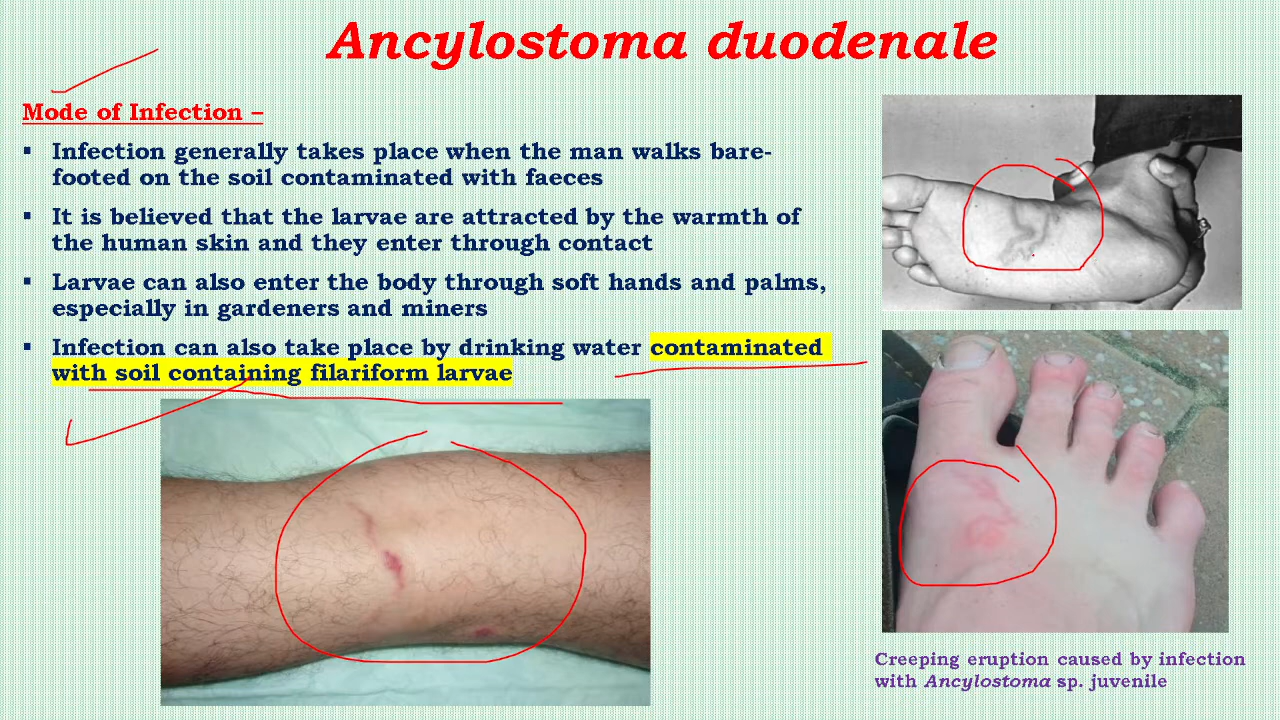 Ancylostoma duodenale
Mode of Infection –
▪ Infection generally takes place when the man walks bare-
footed on the soil contaminated with faeces
▪ It is believed that the larvae are attracted by the warmth of
the human skin and they enter through contact
▪ Larvae can also enter the body through soft hands and palms,
especially in gardeners and miners
▪ Infection can also take place by drinking water contaminated
with soil containing filariform larvae
Creeping eruption caused by infection
with Ancylostoma sp. juvenile